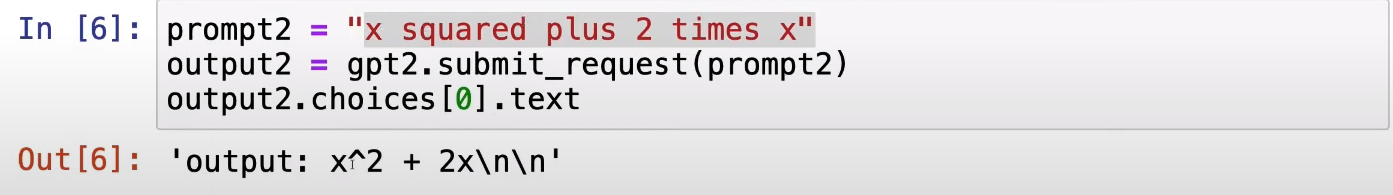 In [6]: prompt2 = "x squared plus 2 times x"
output2 = gpt2.submit_request(prompt2)
output2.choices[0].text
Out[6]: 'output: x^2 + 2x\n\n'